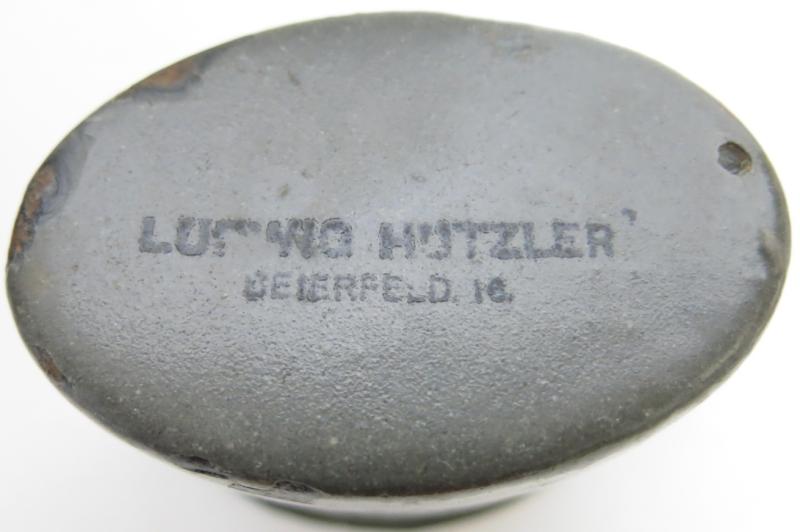 LUDWIG HUTZLER
BEIERFELD. 16.